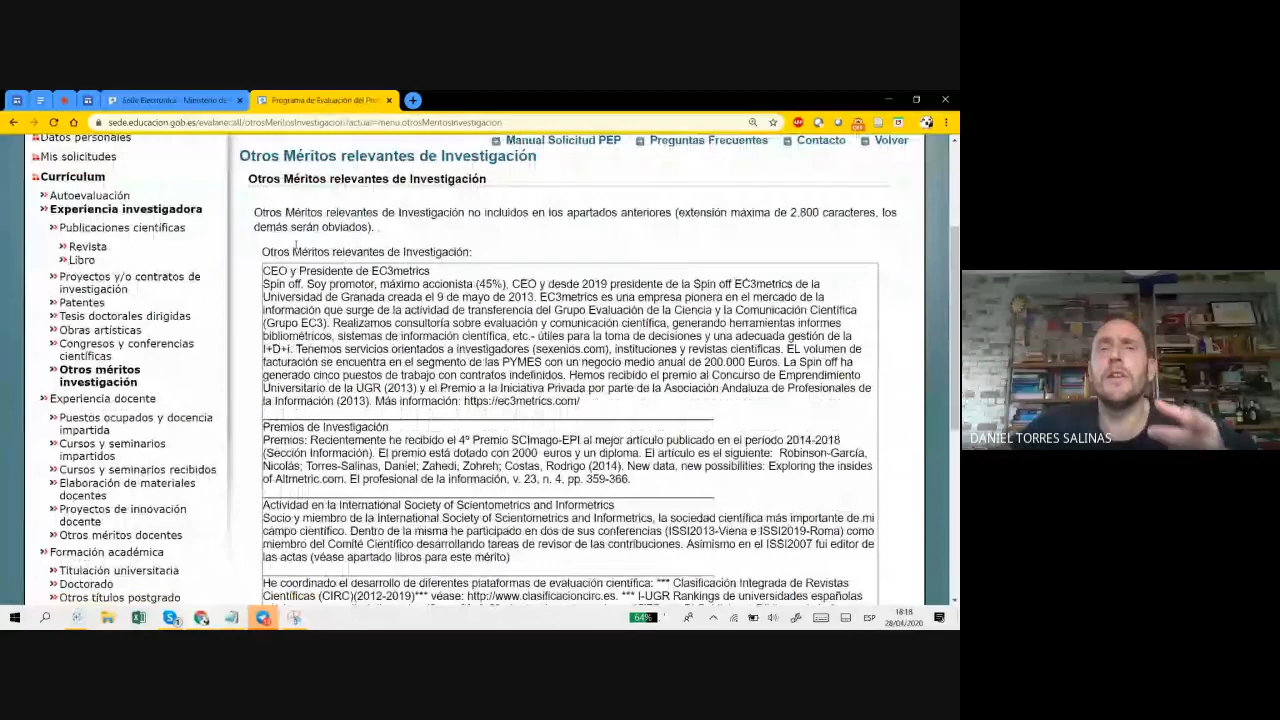 Sede Electrónica - Ministerio de
Programa de Evaluación del Pro
sede.educacion.gob.es/evalanecall/otrosMeritosInvestigacion!?actual=menu.otrosMeritosInvestigacion
Datos personales
Mis solicitudes
Currículum
Autoevaluación
Experiencia investigadora
Publicaciones científicas
Revista
Libro
Proyectos y/o contratos de
investigación
Patentes
Tesis doctorales dirigidas
Obras artísticas
Congresos y conferencias
científicas
Otros méritos
investigación
Experiencia docente
Puestos ocupados y docencia
impartida
Cursos y seminarios
impartidos
Cursos y seminarios recibidos
Elaboración de materiales
docentes
Proyectos de innovación
docente
Otros méritos docentes
Formación académica
Titulación universitaria
Doctorado
Otros títulos postgrado
Manual Solicitud PEP
Preguntas Frecuentes
Contacto
Volver
Otros Méritos relevantes de Investigación
Otros Méritos relevantes de Investigación
Otros Méritos relevantes de Investigación no incluidos en los apartados anteriores (extensión máxima de 2.800 caracteres, los
demás serán obviados).
Otros Méritos relevantes de Investigación:
CEO y Presidente de EC3metrics
Spin off. Soy promotor, máximo accionista (45%), CEO y desde 2019 presidente de la Spin off EC3metrics de la
Universidad de Granada creada el 9 de mayo de 2013. EC3metrics es una empresa pionera en el mercado de la
información que surge de la actividad de transferencia del Grupo Evaluación de la Ciencia y la Comunicación Científica
(Grupo EC3). Realizamos consultoría sobre evaluación y comunicación científica, generando herramientas informes
bibliométricos, sistemas de información científica, etc.- útiles para la toma de decisiones y una adecuada gestión de la
I+D+i. Tenemos servicios orientados a investigadores (sexenios.com), instituciones y revistas científicas. EL volumen de
facturación se encuentra en el segmento de las PYMES con un negocio medio anual de 200.000 Euros. La Spin off ha
generado cinco puestos de trabajo con contratos indefinidos. Hemos recibido el premio al Concurso de Emprendimiento
Universitario de la UGR (2013) y el Premio a la Iniciativa Privada por parte de la Asociación Andaluza de Profesionales de
la Información (2013). Más información: https://ec3metrics.com/
Premios de Investigación
Premios: Recientemente he recibido el 4º Premio SCImago-EPI al mejor artículo publicado en el período 2014-2018
(Sección Información). El premio está dotado con 2000 euros y un diploma. El artículo es el siguiente: Robinson-García,
Nicolás; Torres-Salinas, Daniel; Zahedi, Zohreh; Costas, Rodrigo (2014). New data, new possibilities: Exploring the insides
of Altmetric.com. El profesional de la información, v. 23, n. 4, pp. 359-366.
Actividad en la International Society of Scientometrics and Informetrics
Socio y miembro de la International Society of Scientometrics and Informetrics, la sociedad científica más importante de mi
campo científico. Dentro de la misma he participado en dos de sus conferencias (ISSI2013-Viena e ISSI2019-Roma) como
miembro del Comité Científico desarrollando tareas de revisor de las contribuciones. Asimismo en el ISSI2007 fui editor de
las actas (véase apartado libros para este mérito)
He coordinado el desarrollo de diferentes plataformas de evaluación científica: *** Clasificación Integrada de Revistas
Científicas (CIRC)(2012-2019)*** véase: http://www.clasificacioncirc.es. *** I-UGR Rankings de universidades españolas
64%
ESP
18:18
28/04/2020
DANIEL TORRES SALINAS